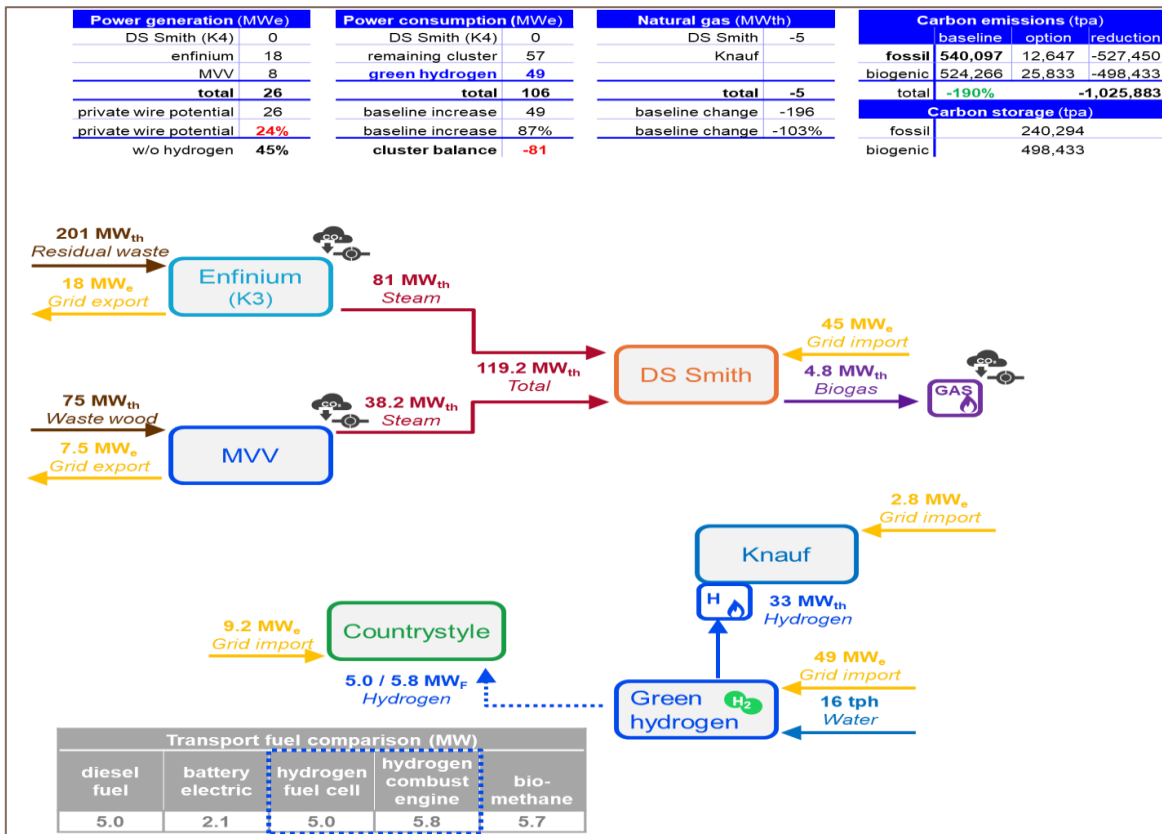 Power generation (MWe)
DS Smith (K4) 0
enfinium 18
MVV 8
total 26
private wire potential 26
private wire potential 24%
w/o hydrogen 45%
Power consumption (MWe)
DS Smith (K4) 0
remaining cluster 57
green hydrogen 49
total 106
baseline increase 49
baseline increase 87%
cluster balance -81
Natural gas (MWth)
DS Smith -5
Knauf
total -5
baseline change -196
baseline change -103%
Carbon emissions (tpa)
baseline option reduction
fossil 540,097 12,647 -527,450
biogenic 524,266 25,833 -498,433
total -190% -1,025,883
Carbon storage (tpa)
fossil 240,294
biogenic 498,433
201 MWth
Residual waste
18 MWe
Grid export
CO₂
Enfinium
(K3)
81 MWth
Steam
75 MWth
Waste wood
7.5 MWe
Grid export
CO₂
MVV
38.2 MWth
Steam
119.2 MWth
Total
DS Smith
45 MWe
Grid import
4.8 MWth
Biogas
CO₂
GAS
2.8 MWe
Grid import
Knauf
H
33 MWth
Hydrogen
9.2 MWe
Grid import
Countrystyle
5.0 / 5.8 MWF
Hydrogen
Green
hydrogen
H2
49 MWe
Grid import
16 tph
Water
Transport fuel comparison (MW)
diesel fuel battery electric hydrogen fuel cell hydrogen combust engine bio-methane
5.0 2.1 5.0 5.8 5.7